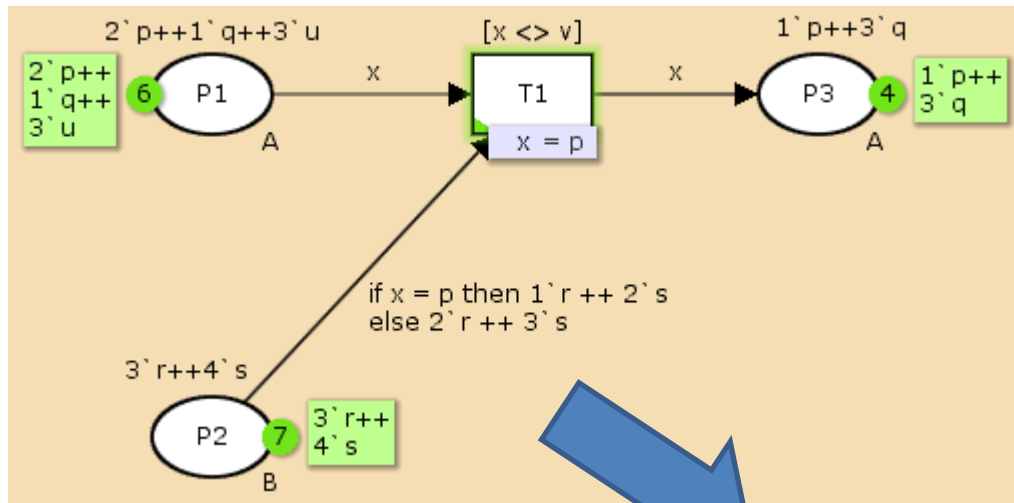 2`p++1`q++3`u
[x <> v]
1`p++3`q
2`p++
1`q++
3`u
6
P1
x
T1
x
P3
4
1`p++
3`q
A
x = p
A
if x = p then 1`r ++ 2`s
else 2`r ++ 3`s
3`r++4`s
P2
7
3`r++
4`s
B